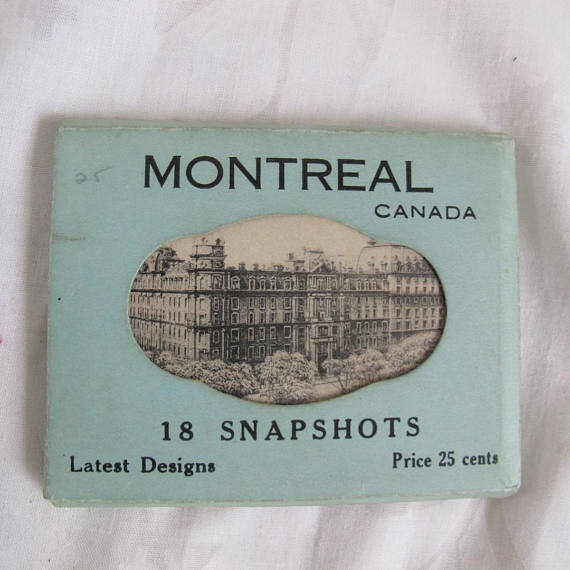 25
MONTREAL
CANADA
18 SNAPSHOTS
Latest Designs
Price 25 cents